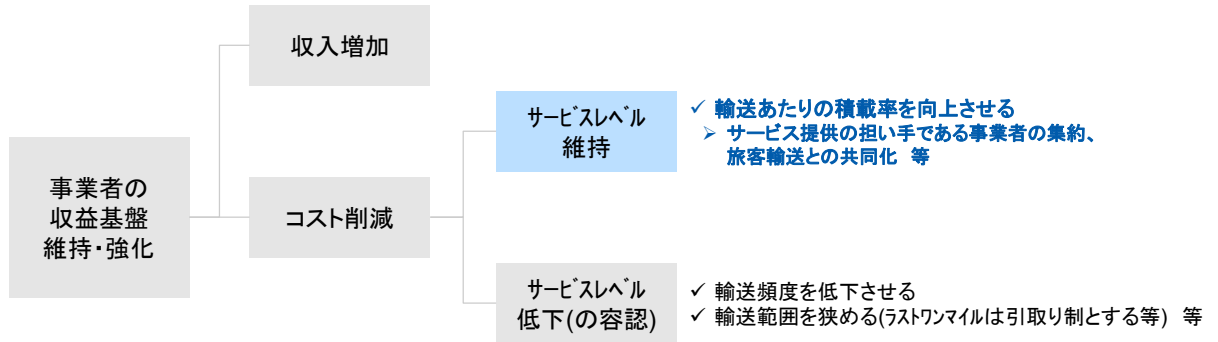 収入増加
事業者の
収益基盤
維持・強化
コスト削減
ｻｰﾋﾞｽﾚﾍﾞﾙ
維持
✓ 輸送あたりの積載率を向上させる
➢ サービス提供の担い手である事業者の集約、
旅客輸送との共同化 等
ｻｰﾋﾞｽﾚﾍﾞﾙ
低下(の容認)
✓ 輸送頻度を低下させる
✓ 輸送範囲を狭める(ﾗｽﾄﾜﾝﾏｲﾙは引取り制とする等) 等